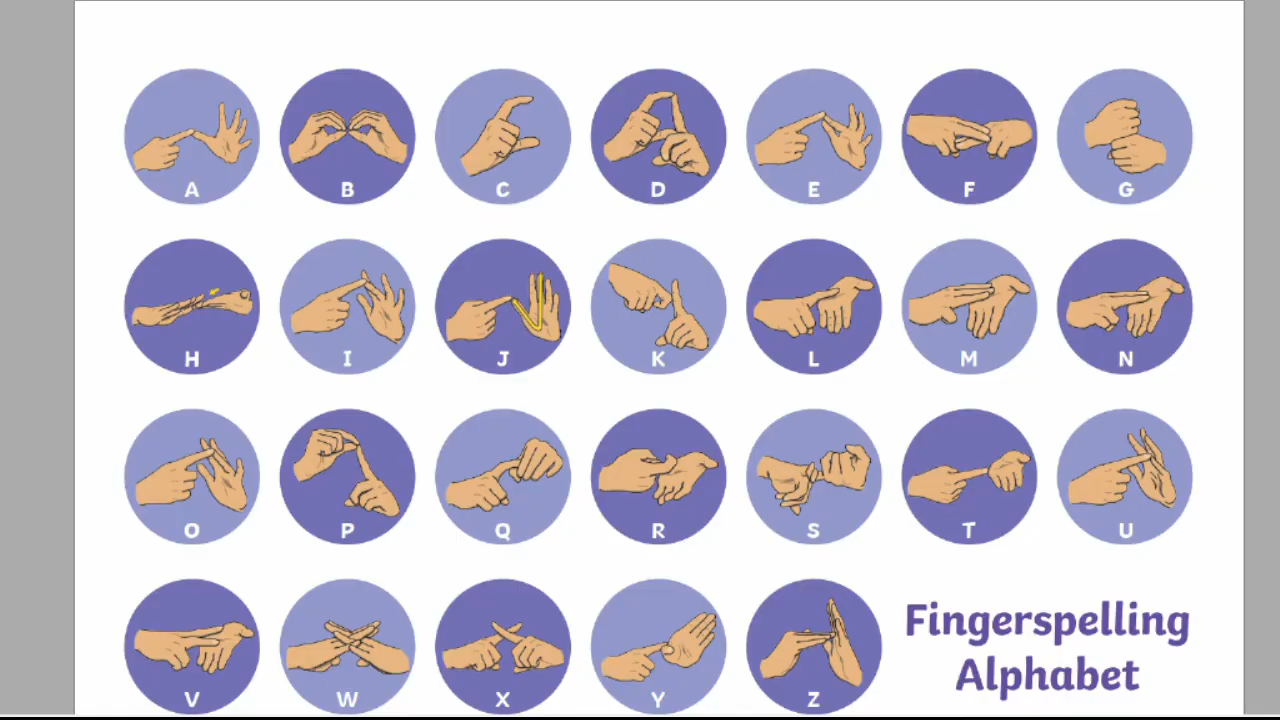 A B C D E F G
H I J K L M N
O P Q R S T U
V W X Y Z
Fingerspelling
Alphabet